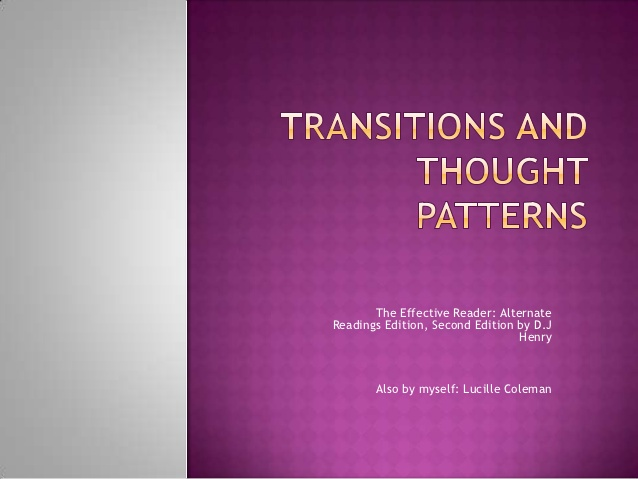 TRANSITIONS AND
THOUGHT
PATTERNS
The Effective Reader: Alternate
Readings Edition, Second Edition by D.J
Henry
Also by myself: Lucille Coleman